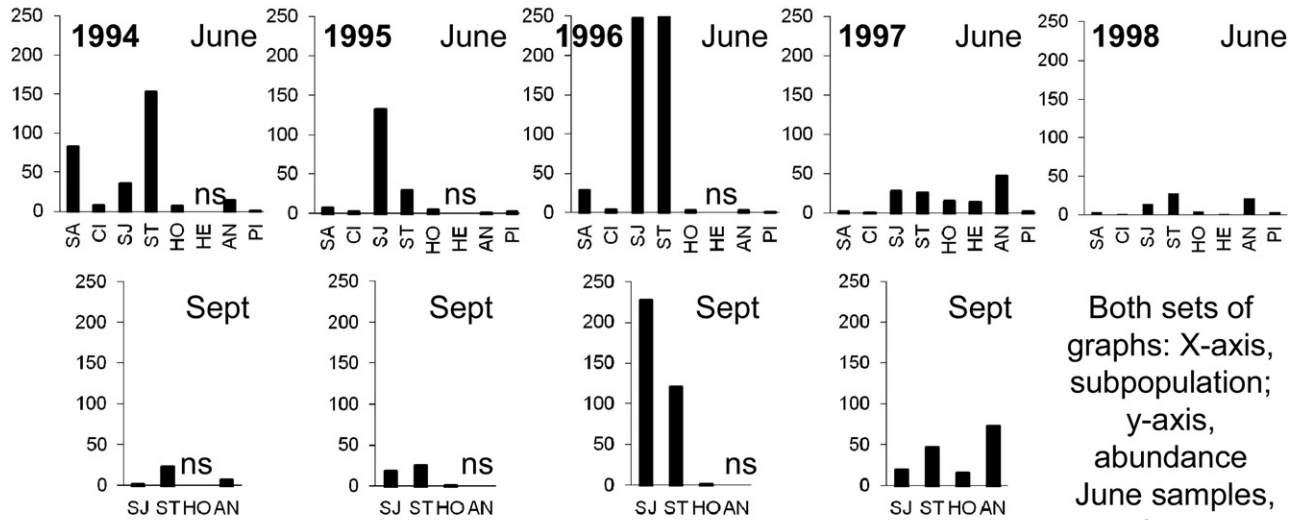 250 250 250 250 250
1994 June 1995 June 1996 June 1997 June 1998 June
200 200 200 200 200
150 150 150 150 150
100 100 100 100 100
50 50 50 50 50
ns ns ns
0 0 0 0 0
SA CI SJ ST HO HE AN PI SA CI SJ ST HO HE AN PI SA CI SJ ST HO HE AN PI SA CI SJ ST HO HE AN PI SA CI SJ ST HO HE AN PI
250 250 250 250
Sept Sept Sept Sept
200 200 200 200
150 150 150 150
100 100 100 100
50 50 50 50
ns ns ns
0 0 0 0
SJ ST HO AN SJ ST HO AN SJ ST HO AN SJ ST HO AN
Both sets of
graphs: X-axis,
subpopulation;
y-axis,
abundance
June samples,